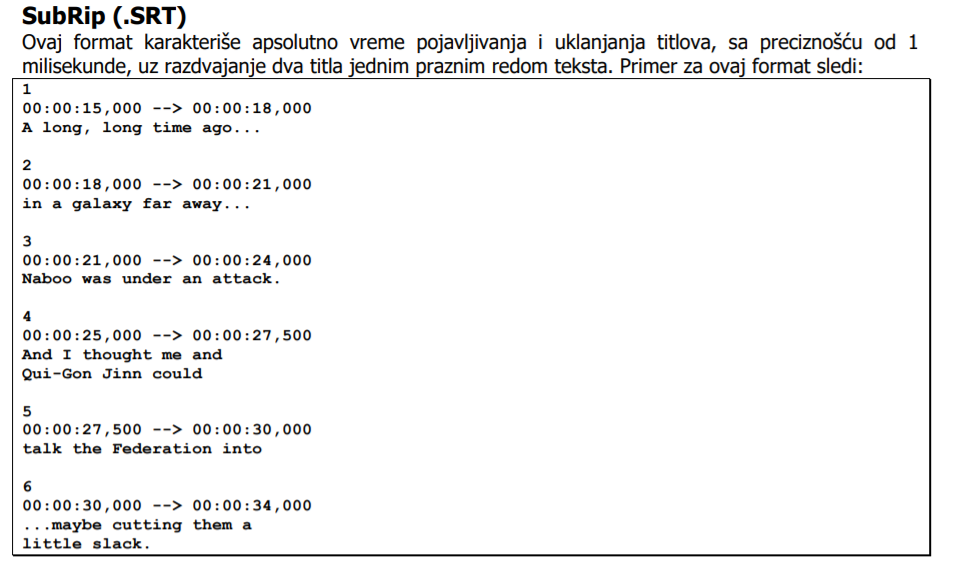 SubRip (.SRT)
Ovaj format karakteriše apsolutno vreme pojavljivanja i uklanjanja titlova, sa preciznošću od 1
milisekunde, uz razdvajanje dva titla jednim praznim redom teksta. Primer za ovaj format sledi:
1
00:00:15,000 --> 00:00:18,000
A long, long time ago...
2
00:00:18,000 --> 00:00:21,000
in a galaxy far away...
3
00:00:21,000 --> 00:00:24,000
Naboo was under an attack.
4
00:00:25,000 --> 00:00:27,500
And I thought me and
Qui-Gon Jinn could
5
00:00:27,500 --> 00:00:30,000
talk the Federation into
6
00:00:30,000 --> 00:00:34,000
...maybe cutting them a
little slack.